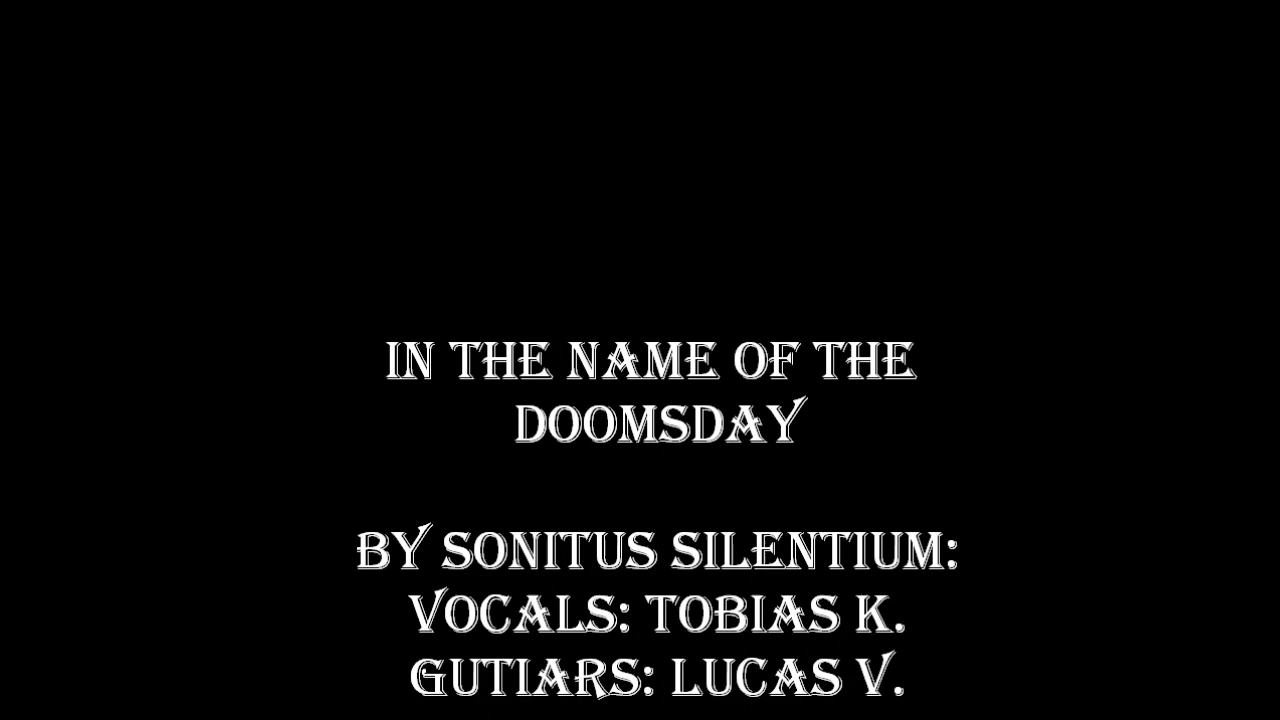 IN THE NAME OF THE
DOOMSDAY
BY SONITUS SILENTIUM:
VOCALS: TOBIAS K.
GUTIARS: LUCAS V.